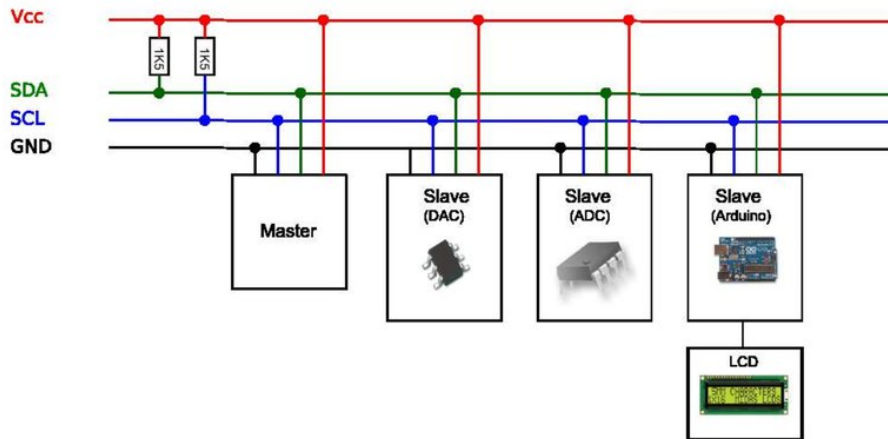 Vcc
1K5
1K5
SDA
SCL
GND
Master
Slave
(DAC)
Slave
(ADC)
Slave
(Arduino)
LCD